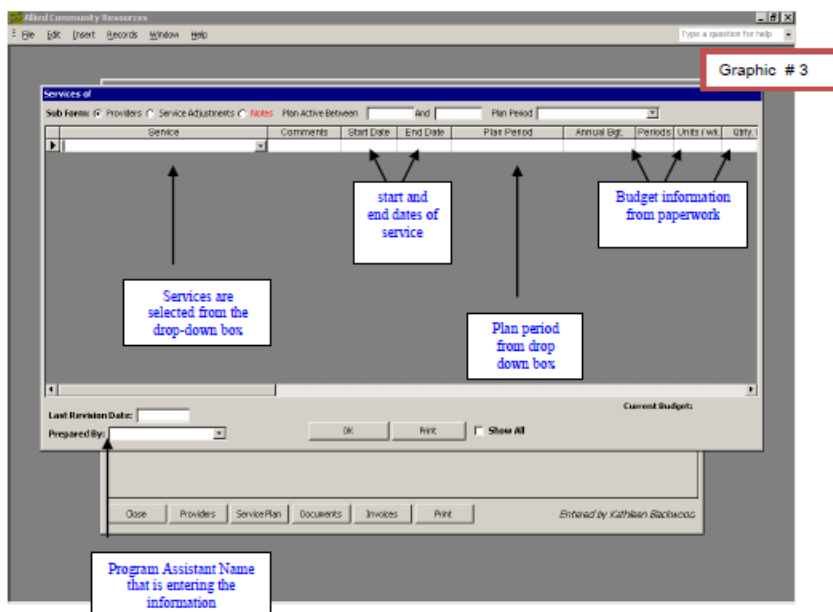 Allied Community Resources
File Edit Insert Records Window Help
Type a question for help
Graphic # 3
Services of
Sub Form: Providers Service Adjustments Notes Plan Active Between And Plan Period
Service Comments Start Date End Date Plan Period Annual Bgt. Periods Units / wk. Qtrly.
start and
end dates of
service
Budget information
from paperwork
Services are
selected from the
drop-down box
Plan period
from drop
down box
Current Budget:
Last Revision Date:
Prepared By:
OK Print Show All
Close Providers Service Plan Documents Invoices Print
Entered by Kathleen Blackwood
Program Assistant Name
that is entering the
information